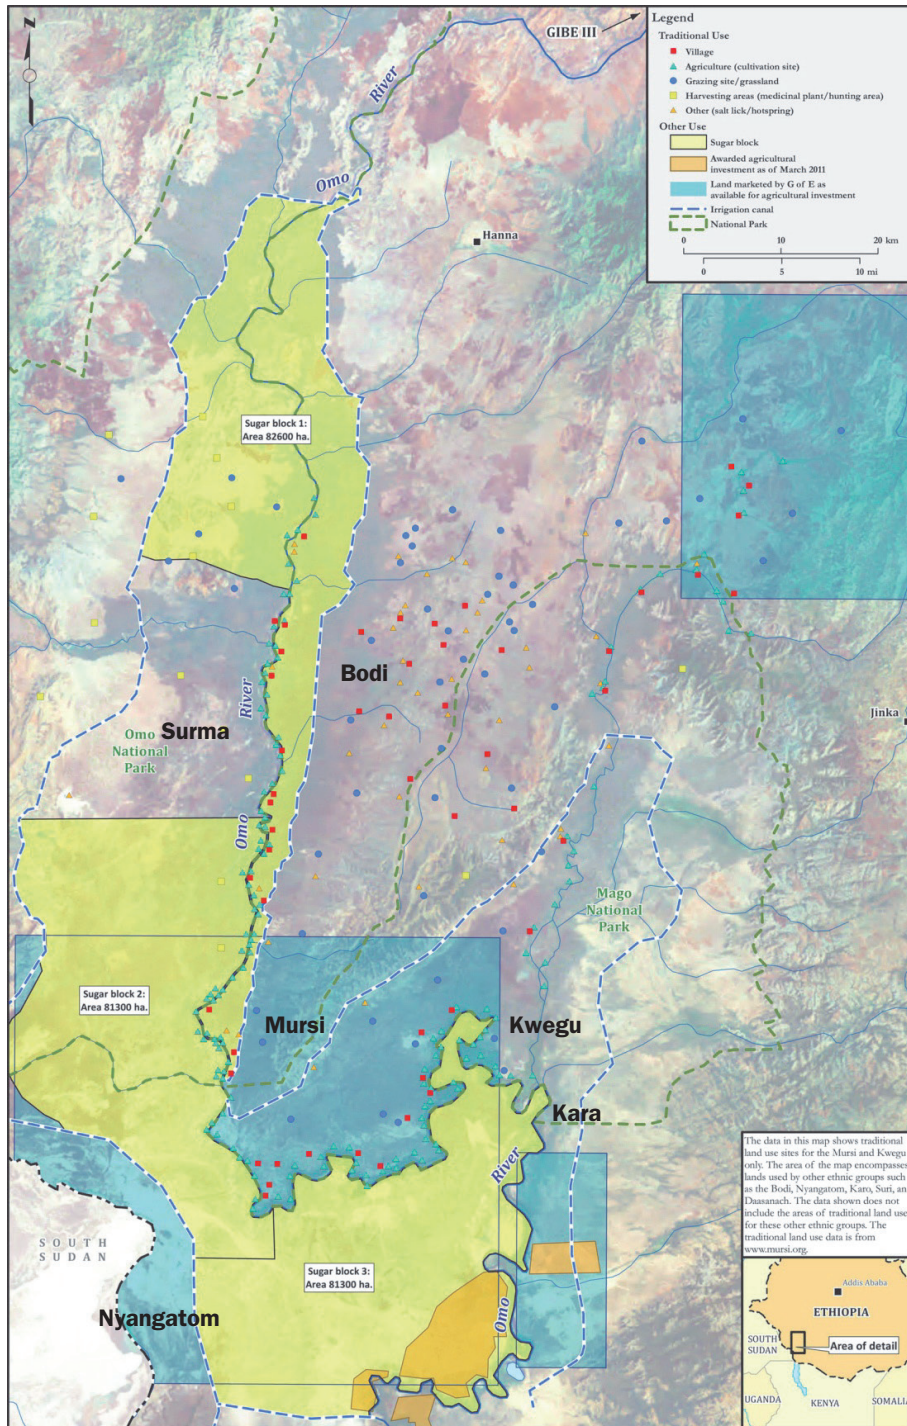 N
GIBE III
Legend
Traditional Use
Village
Agriculture (cultivation site)
Grazing site/grassland
Harvesting areas (medicinal plant/hunting area)
Other (salt lick/hotspring)
Other Use
Sugar block
Awarded agricultural
investment as of March 2011
Land marketed by G of E as
available for agricultural investment
Irrigation canal
National Park
0 10 20 km
0 5 10 mi
River
Omo
Hanna
Sugar block 1:
Area 82600 ha.
Bodi
Surma
River
Omo
National
Park
Jinka
Omo
Mago
National
Park
Sugar block 2:
Area 81300 ha.
Mursi
Kwegu
Kara
River
SOUTH
SUDAN
Sugar block 3:
Area 81300 ha.
Nyangatom
Omo
The data in this map shows traditional
land use sites for the Mursi and Kwegu
only. The area of the map encompasses
lands used by other ethnic groups such
as the Bodi, Nyangatom, Karo, Suri, an
Daasanach. The data shown does not
include the areas of traditional land use
for these other ethnic groups. The
traditional land use data is from
www.mursi.org.
Addis Ababa
ETHIOPIA
SOUTH
SUDAN
Area of detail
UGANDA
KENYA
SOMALIA